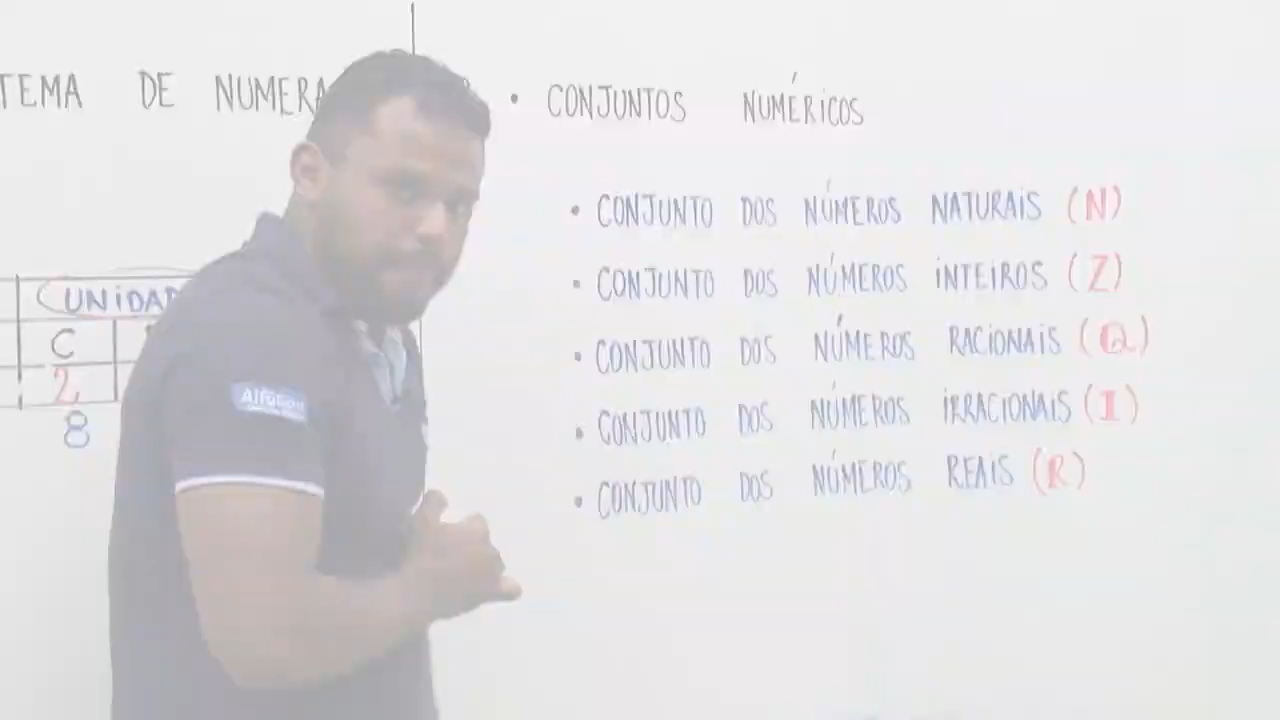 TEMA DE NUMERA
• CONJUNTOS NUMÉRICOS
• CONJUNTO DOS NÚMEROS NATURAIS (N)
• CONJUNTO DOS NÚMEROS INTEIROS (Z)
• CONJUNTO DOS NÚMEROS RACIONAIS (Q)
• CONJUNTO DOS NÚMEROS IRRACIONAIS (I)
• CONJUNTO DOS NÚMEROS REAIS (R)
UNIDAD
C
2
8